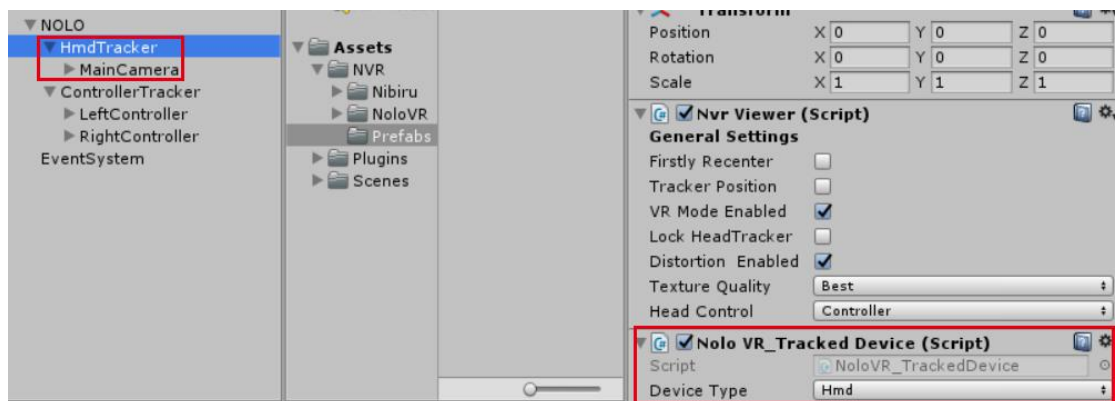 NOLO
HmdTracker
MainCamera
ControllerTracker
LeftController
RightController
EventSystem
Assets
NVR
Nibiru
NoloVR
Prefabs
Plugins
Scenes
Transform
Position X 0 Y 0 Z 0
Rotation X 0 Y 0 Z 0
Scale X 1 Y 1 Z 1
Nvr Viewer (Script)
General Settings
Firstly Recenter
Tracker Position
VR Mode Enabled
Lock HeadTracker
Distortion Enabled
Texture Quality Best
Head Control Controller
Nolo VR_Tracked Device (Script)
Script NoloVR_TrackedDevice
Device Type Hmd